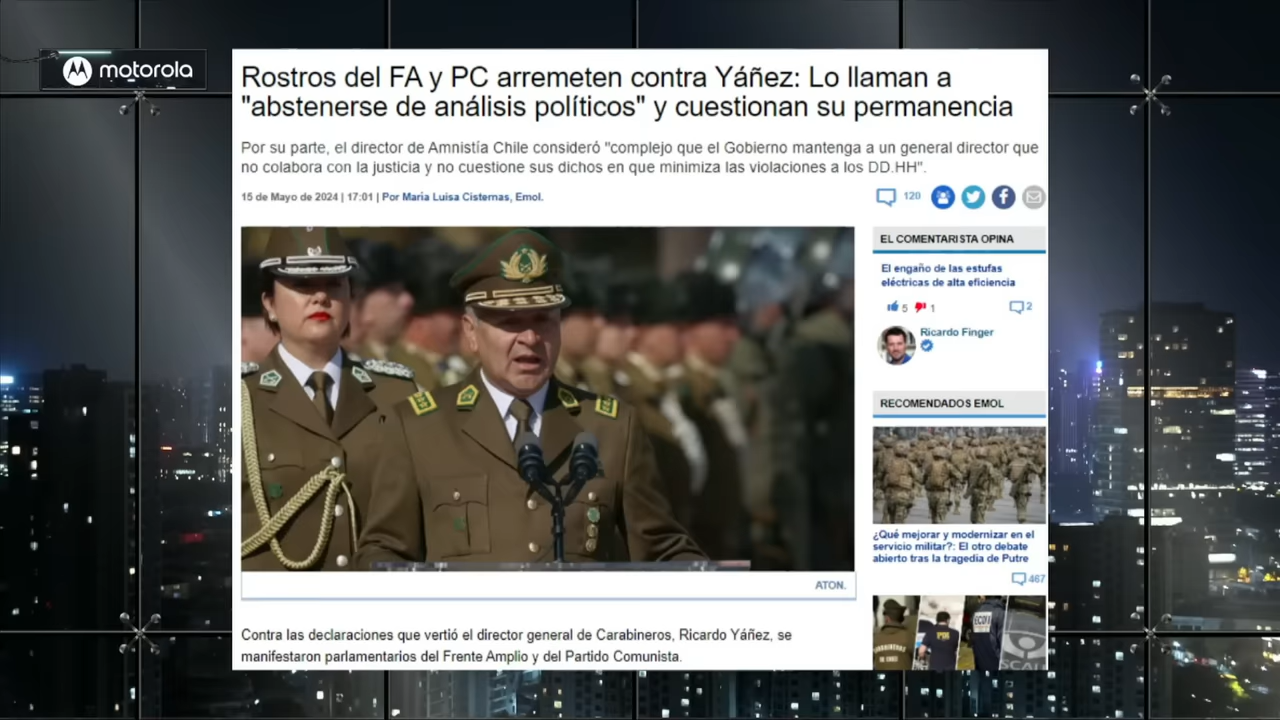 motorola
Rostros del FA y PC arremeten contra Yáñez: Lo llaman a
"abstenerse de análisis políticos" y cuestionan su permanencia
Por su parte, el director de Amnistía Chile consideró "complejo que el Gobierno mantenga a un general director que
no colabora con la justicia y no cuestione sus dichos en que minimiza las violaciones a los DD.HH".
15 de Mayo de 2024 | 17:01 | Por María Luisa Cisternas, Emol.
120
EL COMENTARISTA OPINA
El engaño de las estufas
eléctricas de alta eficiencia
5 1 2
Ricardo Finger
RECOMENDADOS EMOL
¿Qué mejorar y modernizar en el
servicio militar?: El otro debate
abierto tras la tragedia de Putre
467
ATON.
Contra las declaraciones que vertió el director general de Carabineros, Ricardo Yáñez, se
manifestaron parlamentarios del Frente Amplio y del Partido Comunista.